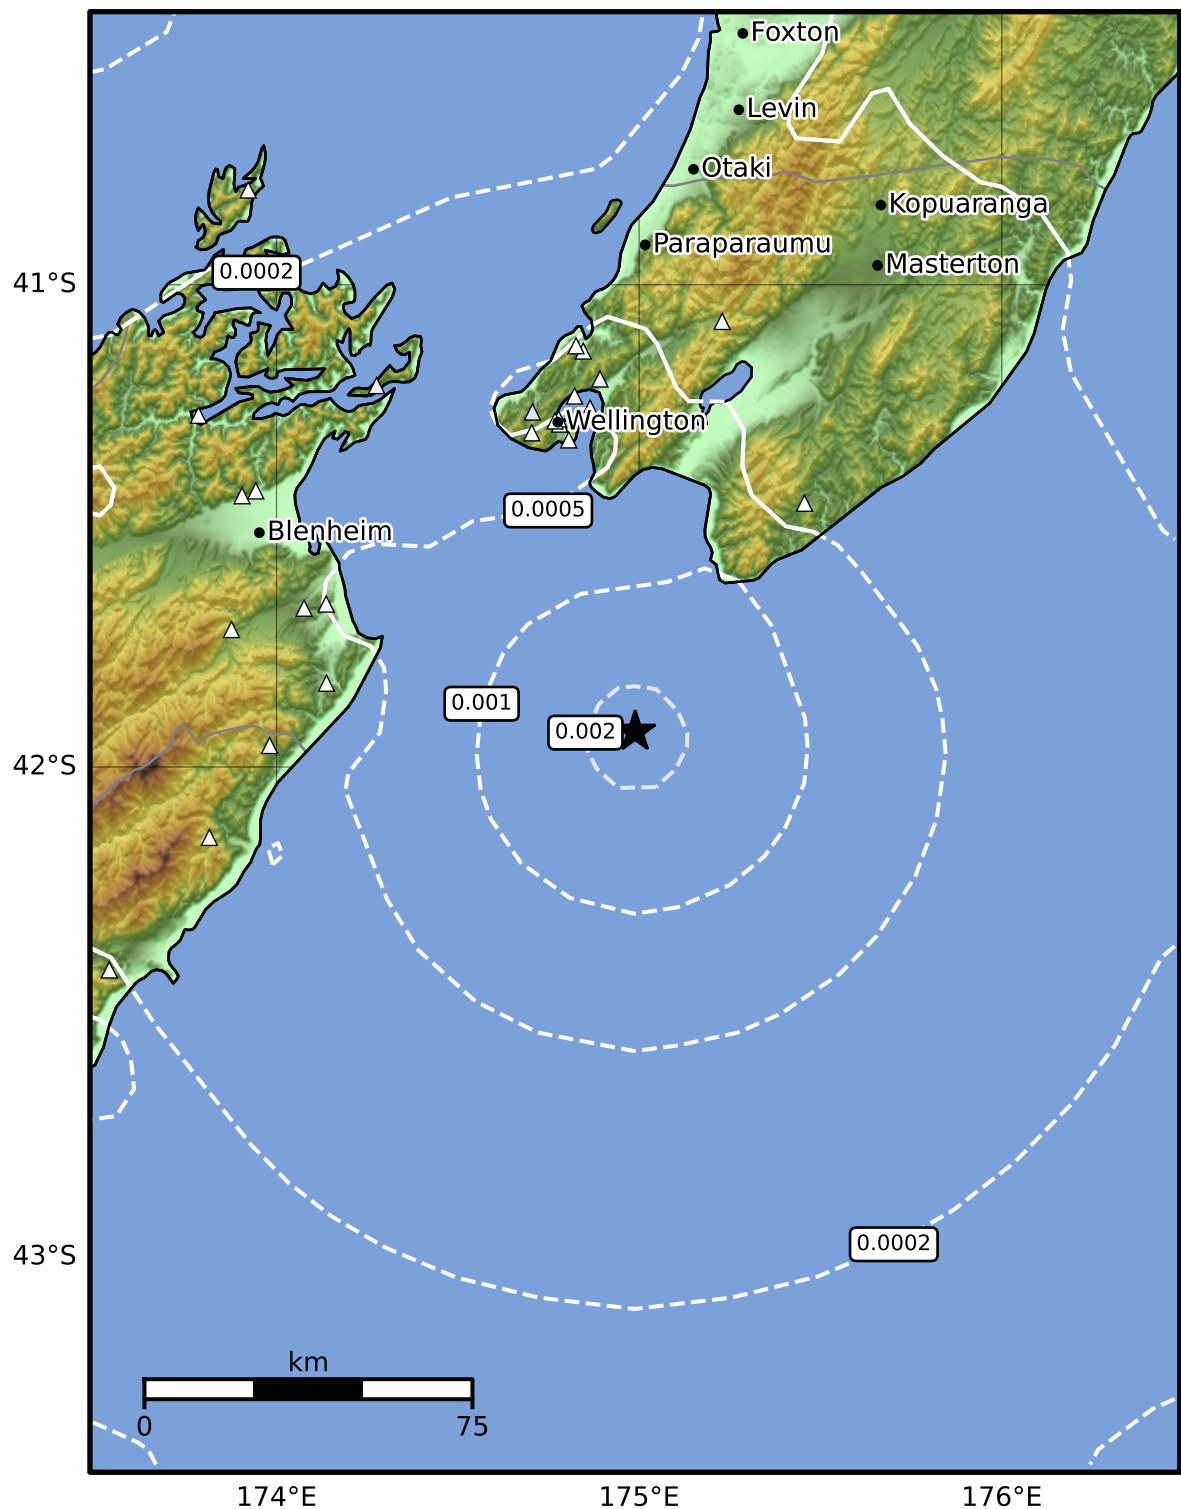 Foxton
Levin
Otaki
Kopuaranga
Paraparaumu
Masterton
0.0002
41°S
Wellington
0.0005
Blenheim
0.001
0.002
42°S
0.0002
43°S
km
0 75
174°E 175°E 176°E